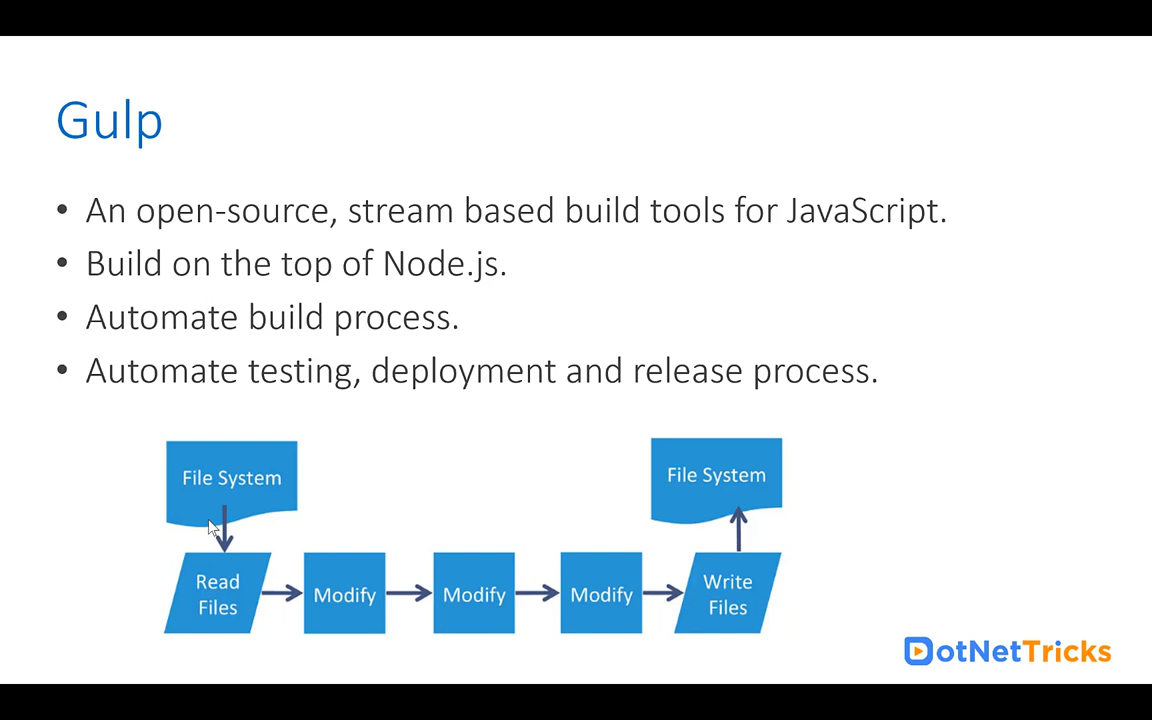 Gulp
• An open-source, stream based build tools for JavaScript.
• Build on the top of Node.js.
• Automate build process.
• Automate testing, deployment and release process.
File System
File System
Read
Files
Modify
Modify
Modify
Write
Files
DotNetTricks